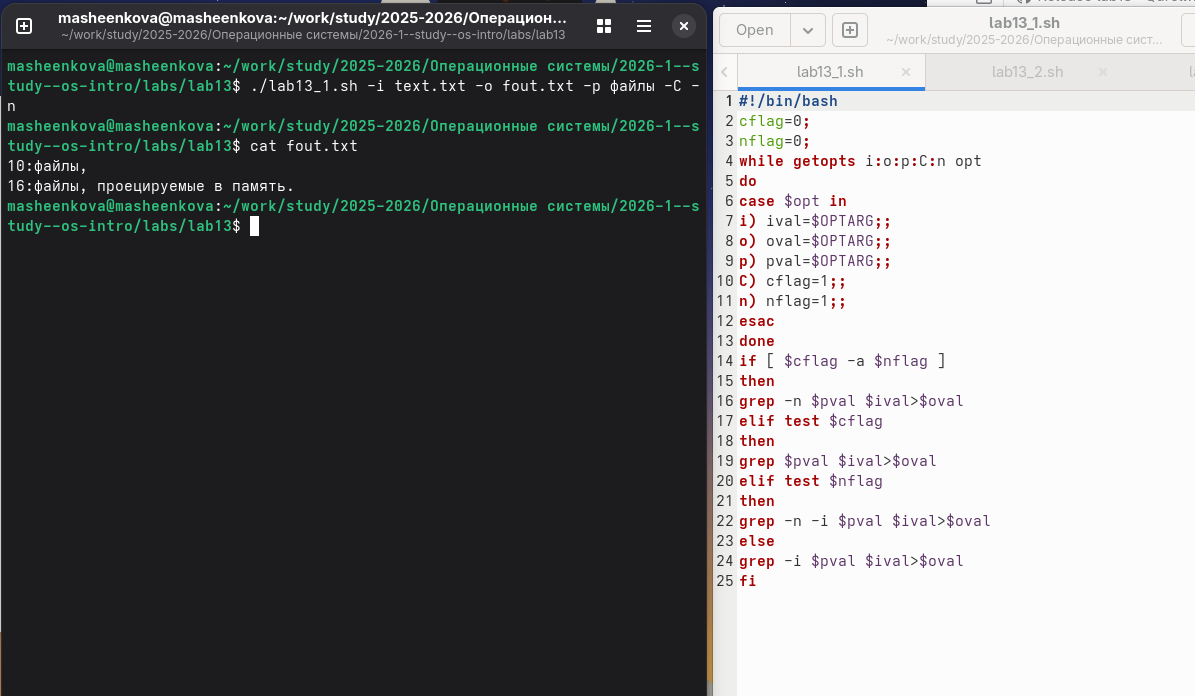 masheenkova@masheenkova:~/work/study/2025-2026/Операцион...
~/work/study/2025-2026/Операционные системы/2026-1--study--os-intro/labs/lab13
masheenkova@masheenkova:~/work/study/2025-2026/Операционные системы/2026-1--s
tudy--os-intro/labs/lab13$ ./lab13_1.sh -i text.txt -o fout.txt -p файлы -C -
n
masheenkova@masheenkova:~/work/study/2025-2026/Операционные системы/2026-1--s
tudy--os-intro/labs/lab13$ cat fout.txt
10:файлы,
16:файлы, проецируемые в память.
masheenkova@masheenkova:~/work/study/2025-2026/Операционные системы/2026-1--s
tudy--os-intro/labs/lab13$
Open
lab13_1.sh
~/work/study/2025-2026/Операционные сист...
lab13_1.sh
lab13_2.sh
1 #!/bin/bash
2 cflag=0;
3 nflag=0;
4 while getopts i:o:p:C:n opt
5 do
6 case $opt in
7 i) ival=$OPTARG;;
8 o) oval=$OPTARG;;
9 p) pval=$OPTARG;;
10 C) cflag=1;;
11 n) nflag=1;;
12 esac
13 done
14 if [ $cflag -a $nflag ]
15 then
16 grep -n $pval $ival>$oval
17 elif test $cflag
18 then
19 grep $pval $ival>$oval
20 elif test $nflag
21 then
22 grep -n -i $pval $ival>$oval
23 else
24 grep -i $pval $ival>$oval
25 fi